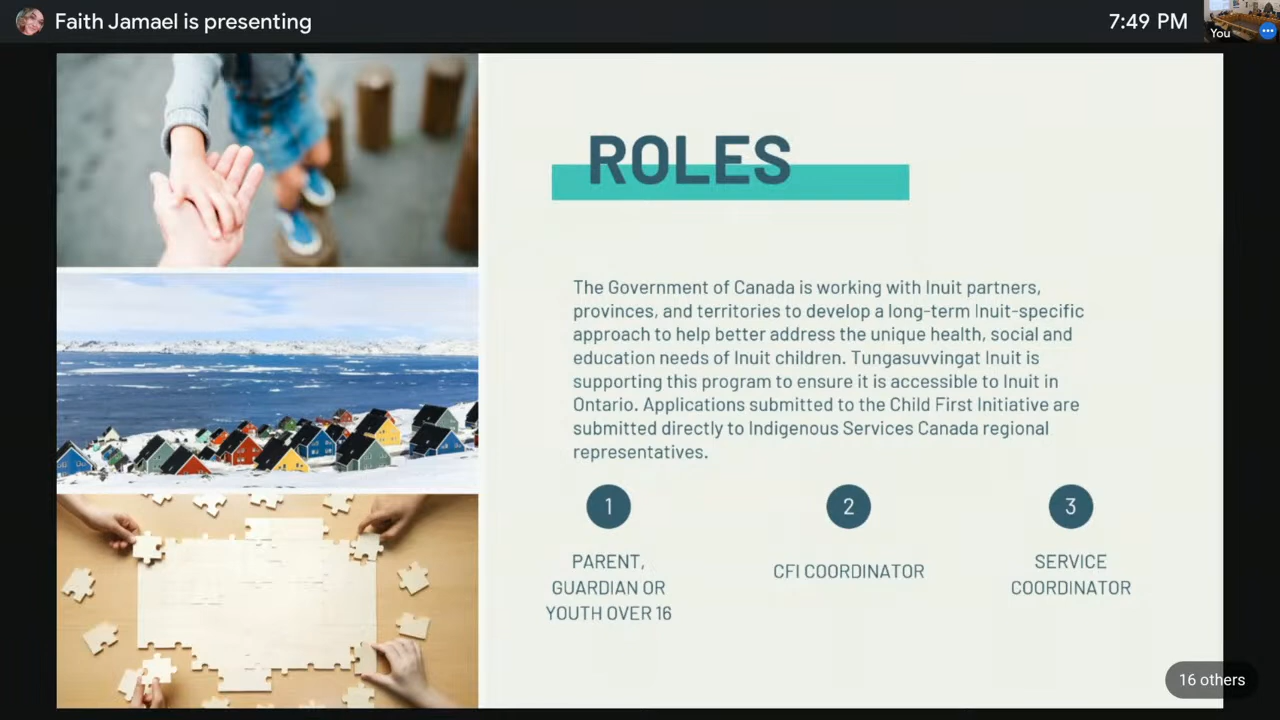 Faith Jamael is presenting
7:49 PM
You
ROLES
The Government of Canada is working with Inuit partners,
provinces, and territories to develop a long-term Inuit-specific
approach to help better address the unique health, social and
education needs of Inuit children. Tungasuvvingat Inuit is
supporting this program to ensure it is accessible to Inuit in
Ontario. Applications submitted to the Child First Initiative are
submitted directly to Indigenous Services Canada regional
representatives.
1
PARENT,
GUARDIAN OR
YOUTH OVER 16
2
CFI COORDINATOR
3
SERVICE
COORDINATOR
16 others